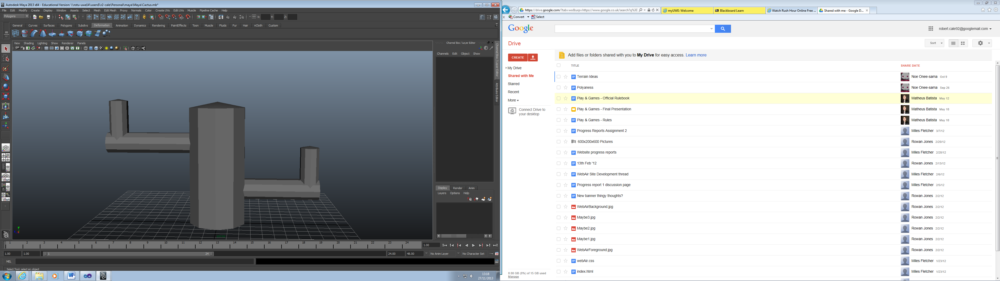 Autodesk Maya 2013 x64 - Educational Version: \\nstu-uwe14\users$\r2-cale\Personal\maya\Maya\Cactus.mb*
File Edit Modify Create Display Window Assets Select Mesh Edit Mesh Proxy Normals Color Create UVs Edit UVs Muscle Pipeline Cache Help
Polygons
X: Y: Z:
General Curves Surfaces Polygons Subdivs Deformation Animation Dynamics Rendering PaintEffects Toon Muscle Fluids Fur Hair nCloth Custom
View Shading Lighting Show Renderer Panels
Channel Box / Layer Editor
Channels Edit Object Show
Channel Box / Layer Editor
Attribute Editor
Display Render Anim
Layers Options Help
y
1 2 3 4 5 6 7 8 9 10 11 12 13 14 15 16 17 18 19 20 21 22 23 24
1.00
1.00 1.00 1 24 24.00 48.00 No Anim Layer No Character Set
MEL
Select Tool: select an object
13:18
27/11/2013
https://drive.google.com/?tab=wo&urp=https://www.google.co.uk/search?q%3D
myUWE: Welcome
Bb Blackboard Learn
Watch Rush Hour Online Free ...
Shared with me - Google D...
x Convert Select
Google
robert.cale92@googlemail.com
Drive
Sort
CREATE
My Drive
Shared with Me
Starred
Recent
More
Connect Drive to
your desktop
0.08 GB (0%) of 15 GB used
Manage
Add files or folders shared with you to My Drive for easy access. Learn more
TITLE SHARE DATE
Terrain Ideas Noe Onee-sama Oct 9
Polyaness Noe Onee-sama Sep 26
Play & Games - Official Rulebook Matheus Batista May 12
Play & Games - Final Presentation Matheus Batista May 10
Play & Games - Rules Matheus Batista May 10
Progress Reports Assignment 2 Miles Fletcher 3/7/12
600x200x600 Pictures Rowan Jones 2/20/12
Website progress reports Miles Fletcher 2/20/12
13th Feb '12 Rowan Jones 2/13/12
WebAir Site Development thread Miles Fletcher 2/6/12
Progress report 1 discussion page Miles Fletcher 2/5/12
New banner thingy thoughts? Rowan Jones 2/2/12
WebAirBackground.jpg Rowan Jones 2/2/12
Maybe3.jpg Rowan Jones 2/2/12
Maybe2.jpg Rowan Jones 2/2/12
Maybe1.jpg Rowan Jones 2/2/12
WebAirForeground.jpg Rowan Jones 2/2/12
webAir.css Miles Fletcher 1/23/12
index.html Miles Fletcher 1/23/12